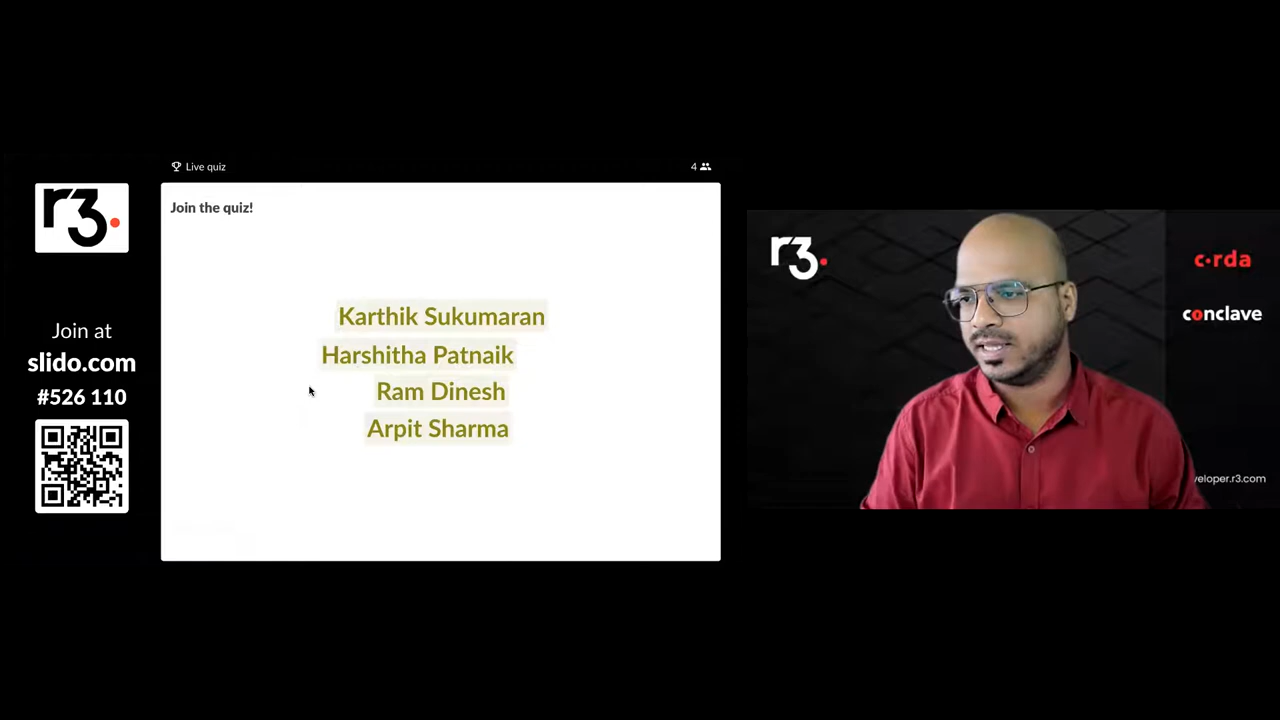 Live quiz
4
r3.
Join the quiz!
Karthik Sukumaran
Harshitha Patnaik
Ram Dinesh
Arpit Sharma
Join at
slido.com
#526 110
r3.
c·rda
conclave
veloper.r3.com